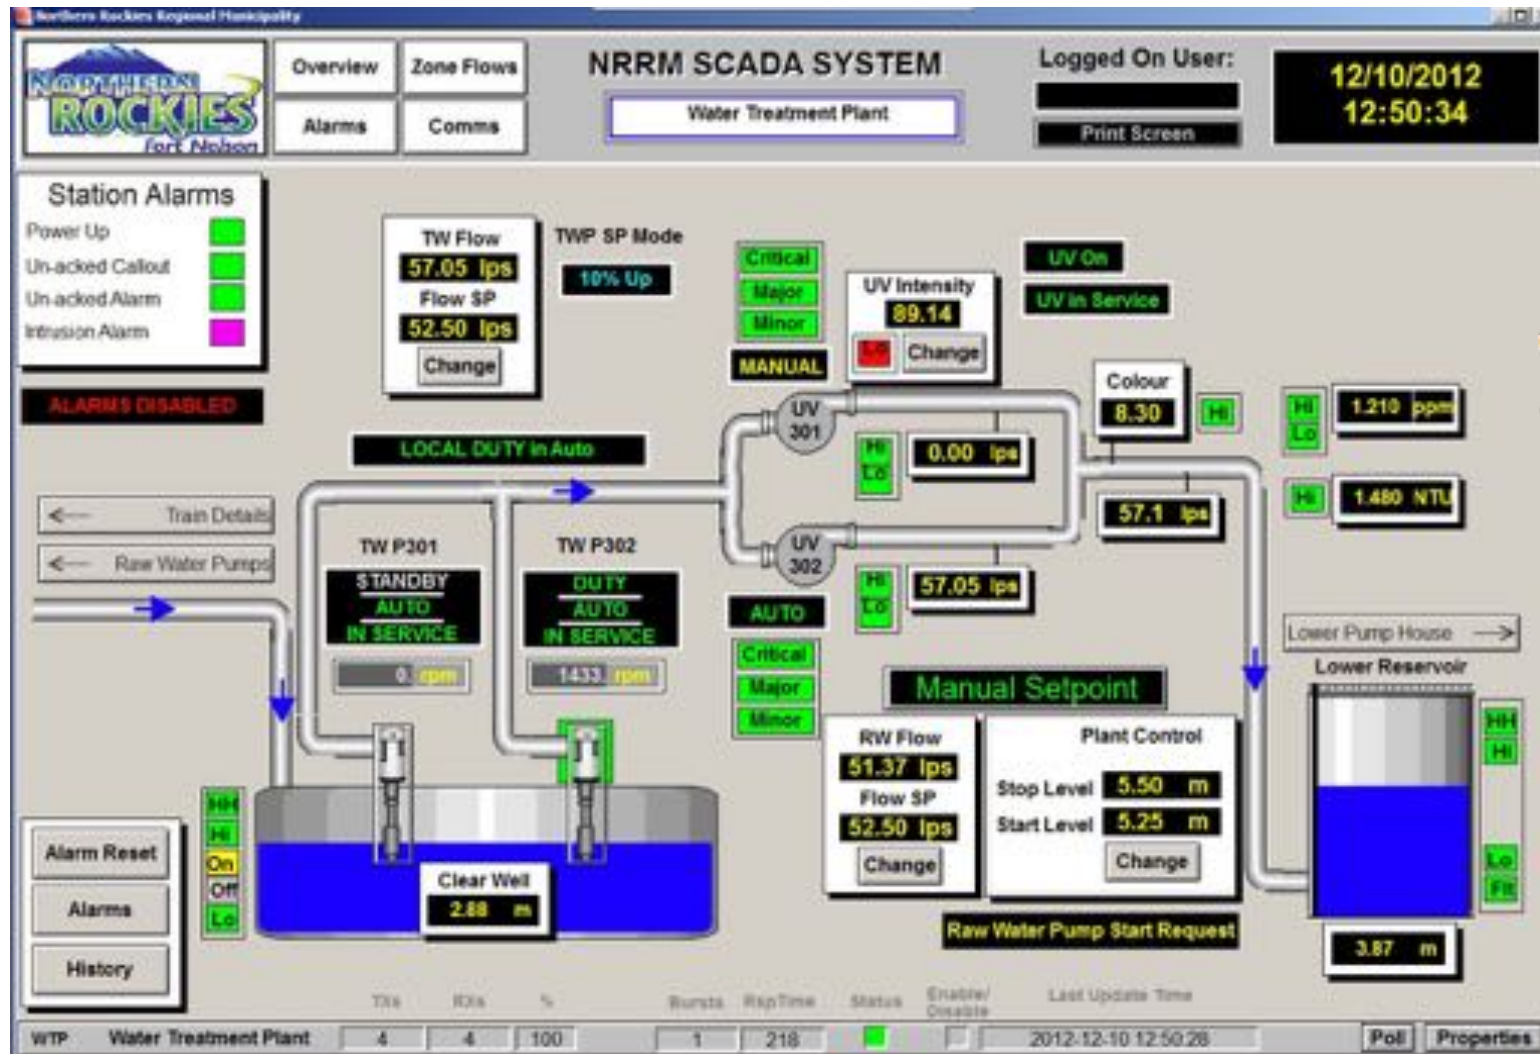 Northern Rockies Regional Municipality
NORTHERN
ROCKIES
Fort Nelson
Overview
Zone Flows
Alarms
Comms
NRRM SCADA SYSTEM
Water Treatment Plant
Logged On User:
Print Screen
12/10/2012
12:50:34
Station Alarms
Power Up
Un-acked Callout
Un-acked Alarm
Intrusion Alarm
ALARMS DISABLED
TW Flow
57.05 lps
Flow SP
52.50 lps
Change
TWP SP Mode
10% Up
Critical
Major
Minor
MANUAL
UV Intensity
89.14
Lo
Change
UV On
UV in Service
Colour
8.30
Hi
Hi
Lo
1.210 ppm
Hi
1.480 NTU
LOCAL DUTY in Auto
UV
301
Hi
Lo
0.00 lps
57.1 lps
<--- Train Details
<--- Raw Water Pumps
TW P301
STANDBY
AUTO
IN SERVICE
0. rpm
TW P302
DUTY
AUTO
IN SERVICE
1433. rpm
UV
302
Hi
Lo
57.05 lps
AUTO
Critical
Major
Minor
Lower Pump House --->
Lower Reservoir
HH
Hi
Lo
Flt
3.87 m
Manual Setpoint
RW Flow
51.37 lps
Flow SP
52.50 lps
Change
Plant Control
Stop Level 5.50 m
Start Level 5.25 m
Change
Raw Water Pump Start Request
HH
Hi
On
Off
Lo
Clear Well
2.88 m
Alarm Reset
Alarms
History
TXs RXs % Bursts RspTime Status Enable/ Last Update Time
Disable
WTP Water Treatment Plant 4 4 100 1 218 2012-12-10 12:50:28 Poll Properties